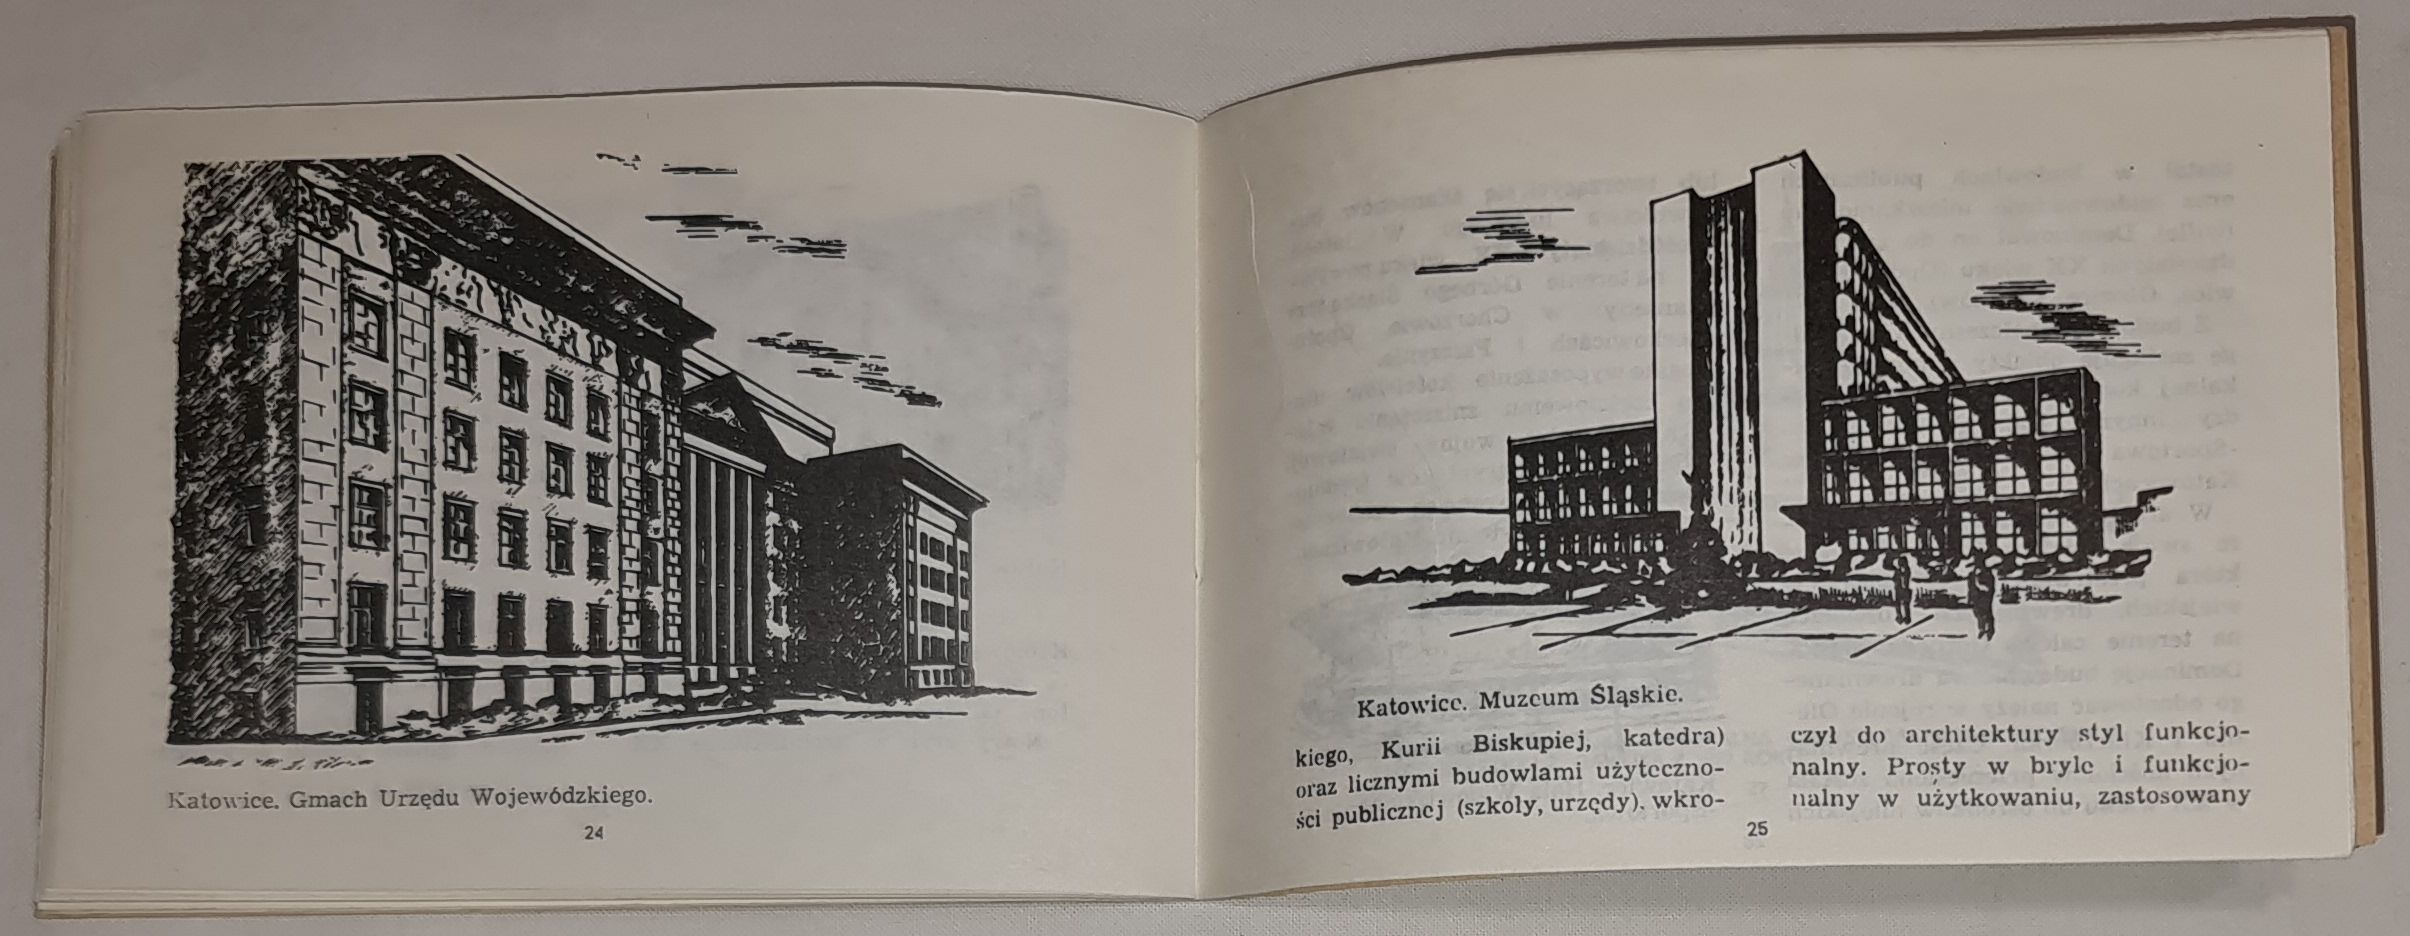 Katowice. Gmach Urzędu Wojewódzkiego.
24
Katowice. Muzeum Śląskie.
kiego, Kurii Biskupiej, katedra)
oraz licznymi budowlami użyteczno-
ści publicznej (szkoły, urzędy), wkro-
czył do architektury styl funkcjo-
nalny. Prosty w bryle i funkcjo-
nalny w użytkowaniu, zastosowany
25